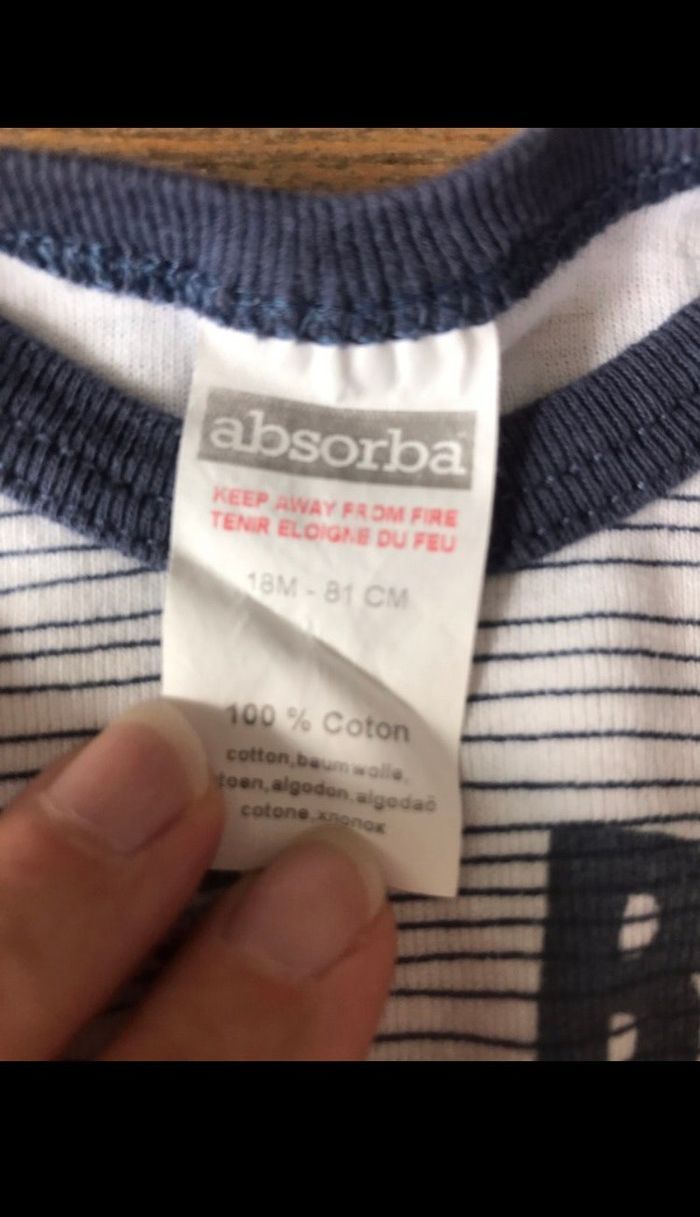 absorba
KEEP AWAY FROM FIRE
TENIR ELOIGNE DU FEU
18M - 81 CM
100 % Coton
cotton, baumwolle,
algodon, algodaõ
cotone, хлопок
R